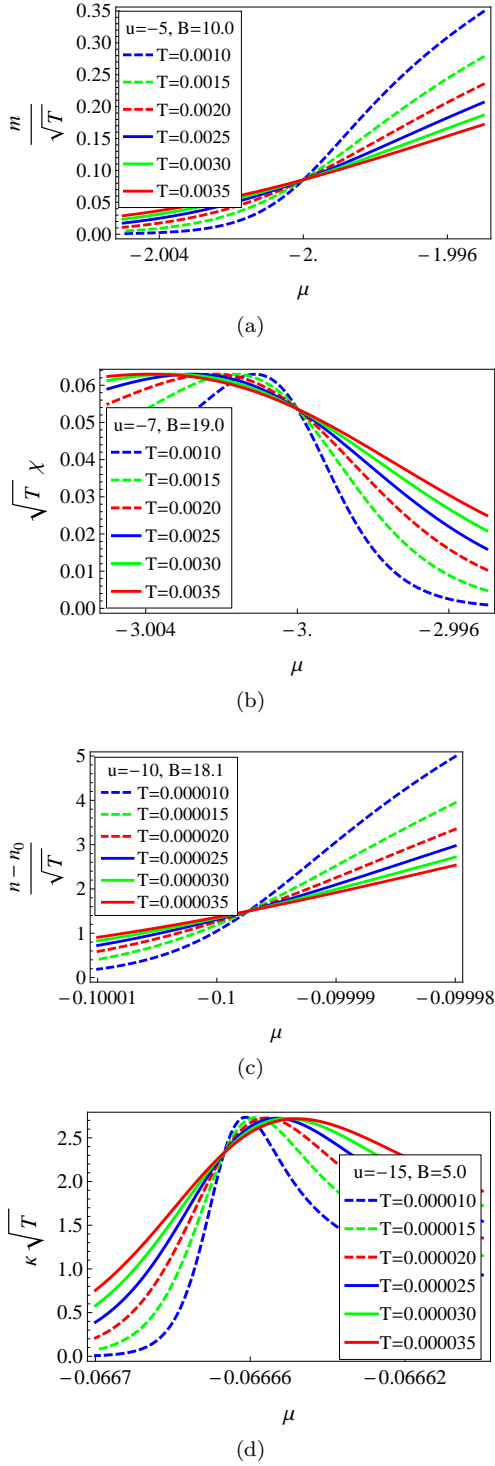 0.35
0.30
0.25
0.20
0.15
0.10
0.05
0.00
m
√T
u=−5, B=10.0
T=0.0010
T=0.0015
T=0.0020
T=0.0025
T=0.0030
T=0.0035
−2.004 −2. −1.996
μ
(a)
0.06
0.05
0.04
0.03
0.02
0.01
0.00
√T χ
u=−7, B=19.0
T=0.0010
T=0.0015
T=0.0020
T=0.0025
T=0.0030
T=0.0035
−3.004 −3. −2.996
μ
(b)
5
4
3
2
1
0
n − n₀
√T
u=−10, B=18.1
T=0.000010
T=0.000015
T=0.000020
T=0.000025
T=0.000030
T=0.000035
−0.10001 −0.1 −0.09999 −0.09998
μ
(c)
2.5
2.0
1.5
1.0
0.5
0.0
κ √T
u=−15, B=5.0
T=0.000010
T=0.000015
T=0.000020
T=0.000025
T=0.000030
T=0.000035
−0.0667 −0.06666 −0.06662
μ
(d)